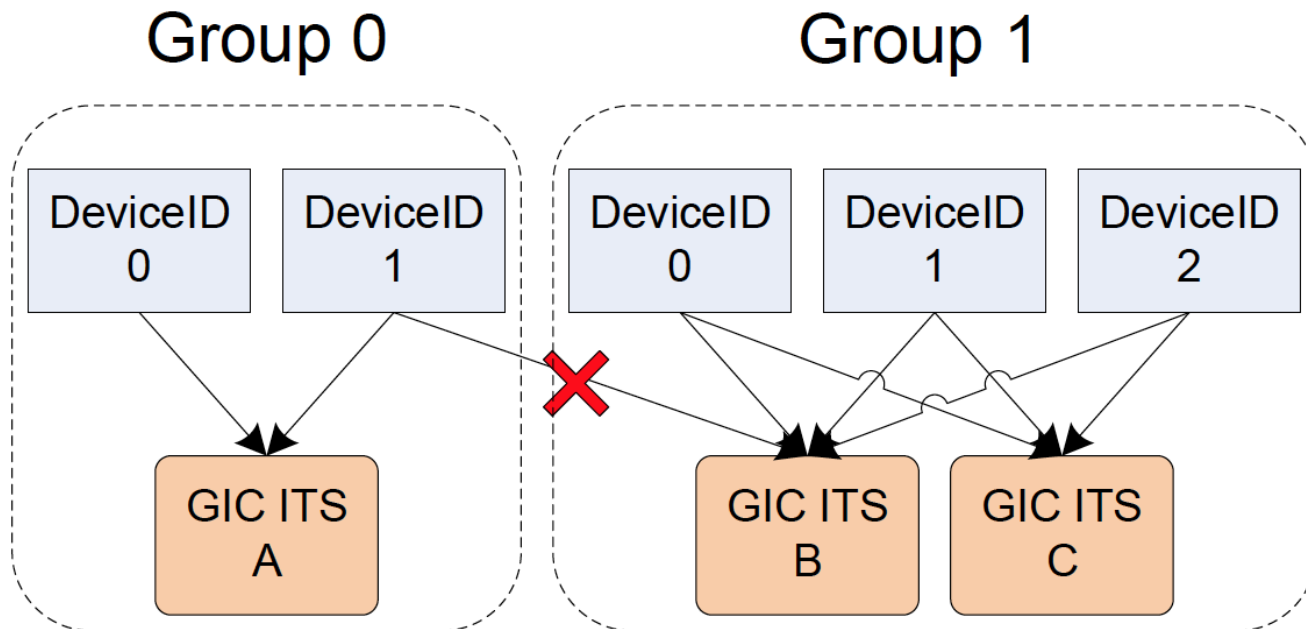 Group 0
Group 1
DeviceID
0
DeviceID
1
DeviceID
0
DeviceID
1
DeviceID
2
GIC ITS
A
GIC ITS
B
GIC ITS
C